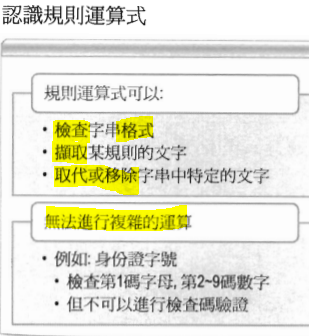 認識規則運算式
規則運算式可以:
• 檢查字串格式
• 擷取某規則的文字
• 取代或移除字串中特定的文字
無法進行複雜的運算
• 例如: 身份證字號
• 檢查第1碼字母, 第2~9碼數字
• 但不可以進行檢查碼驗證